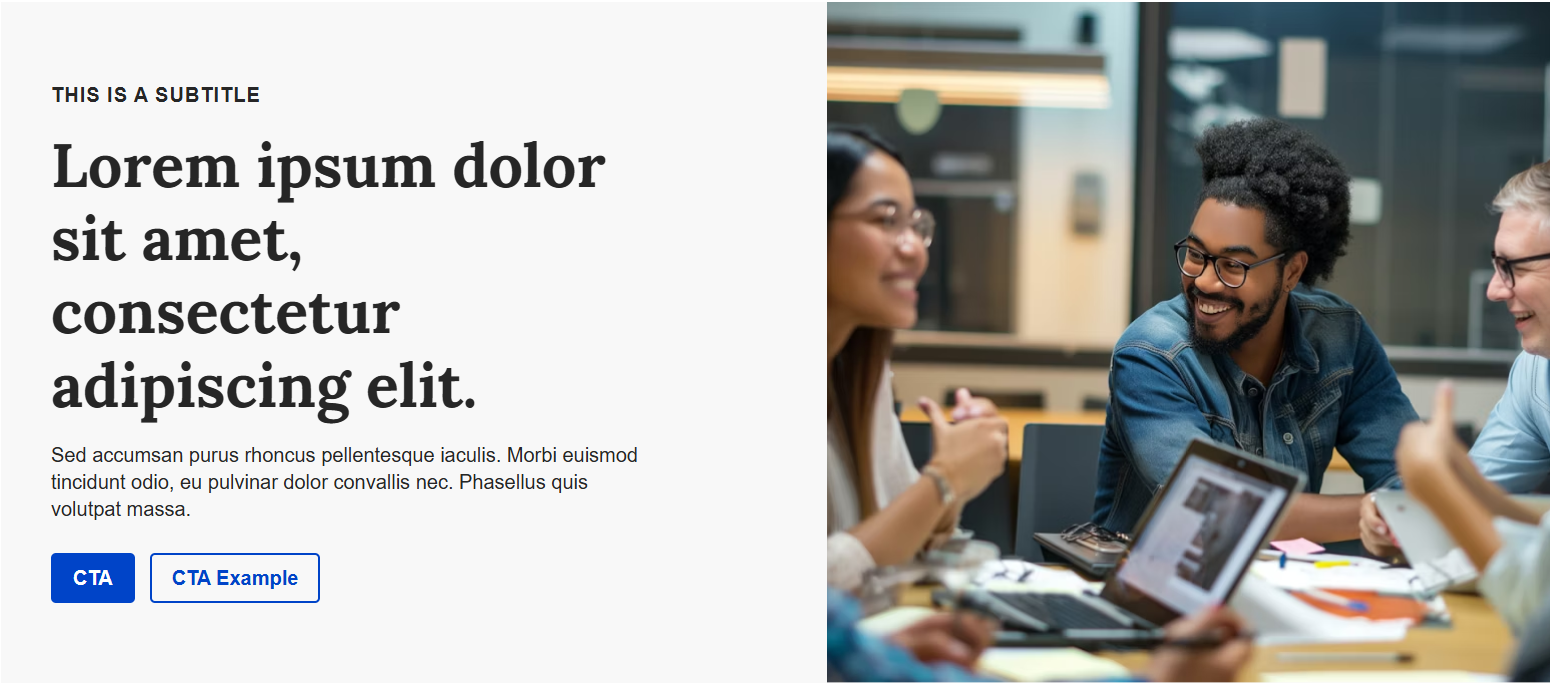 THIS IS A SUBTITLE
Lorem ipsum dolor
sit amet,
consectetur
adipiscing elit.
Sed accumsan purus rhoncus pellentesque iaculis. Morbi euismod
tincidunt odio, eu pulvinar dolor convallis nec. Phasellus quis
volutpat massa.
CTA
CTA Example